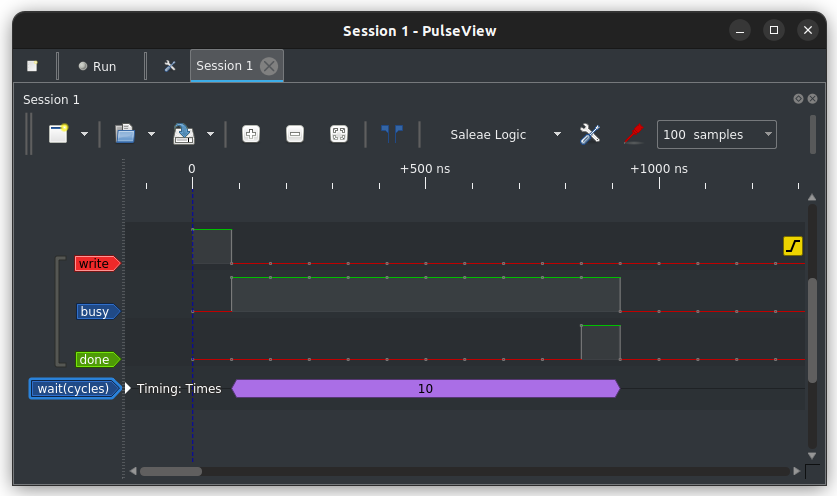 Session 1 - PulseView
Run
Session 1
Session 1
Saleae Logic
100 samples
0
+500 ns
+1000 ns
write
busy
done
wait(cycles)
Timing: Times
10